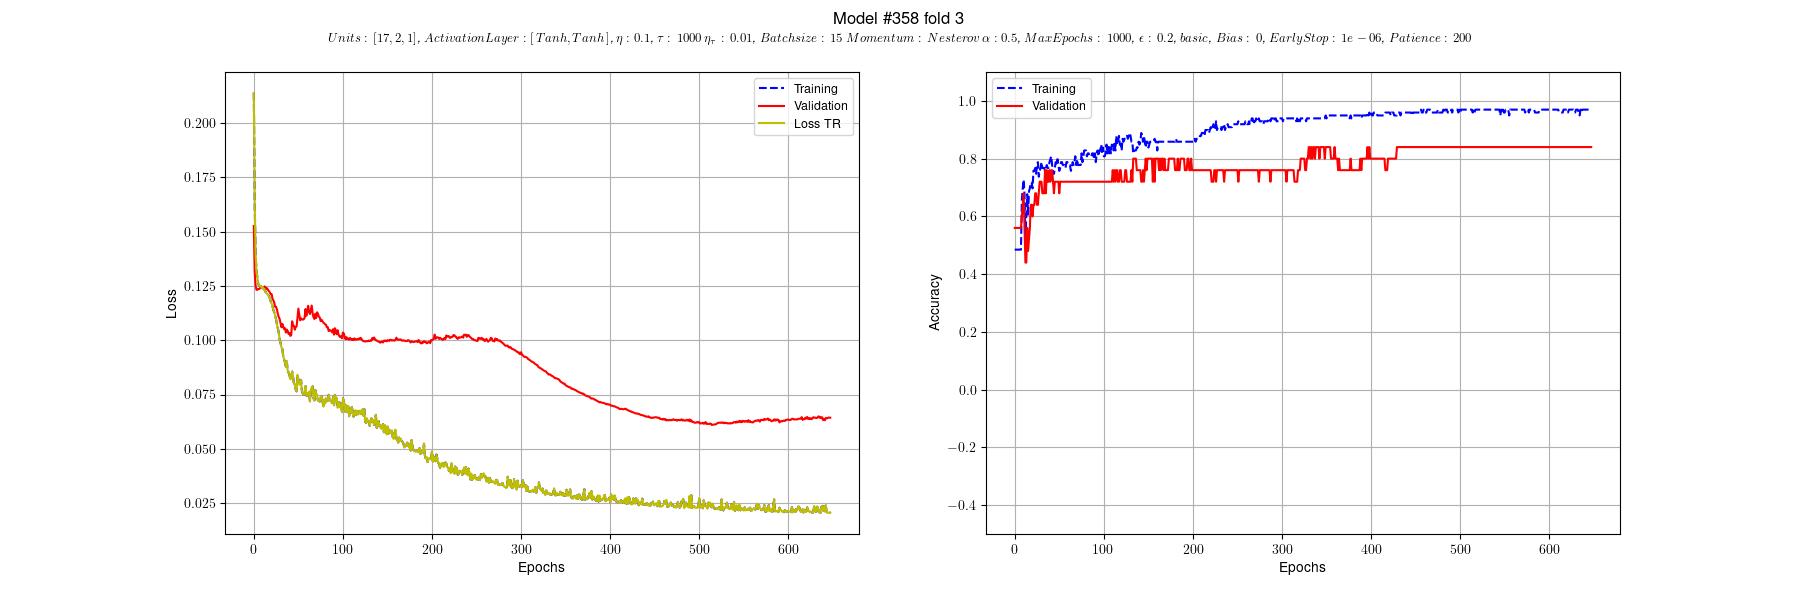 Model #358 fold 3
Units : [17, 2, 1], ActivationLayer : [Tanh, Tanh], η : 0.1, τ : 1000 η_τ : 0.01, Batchsize : 15 Momentum : Nesterov α : 0.5, MaxEpochs : 1000, ϵ : 0.2, basic, Bias : 0, EarlyStop : 1e − 06, Patience : 200
Training
Validation
Loss TR
0.200
0.175
0.150
0.125
0.100
0.075
0.050
0.025
Loss
0 100 200 300 400 500 600
Epochs
Training
Validation
1.0
0.8
0.6
0.4
0.2
0.0
−0.2
−0.4
Accuracy
0 100 200 300 400 500 600
Epochs